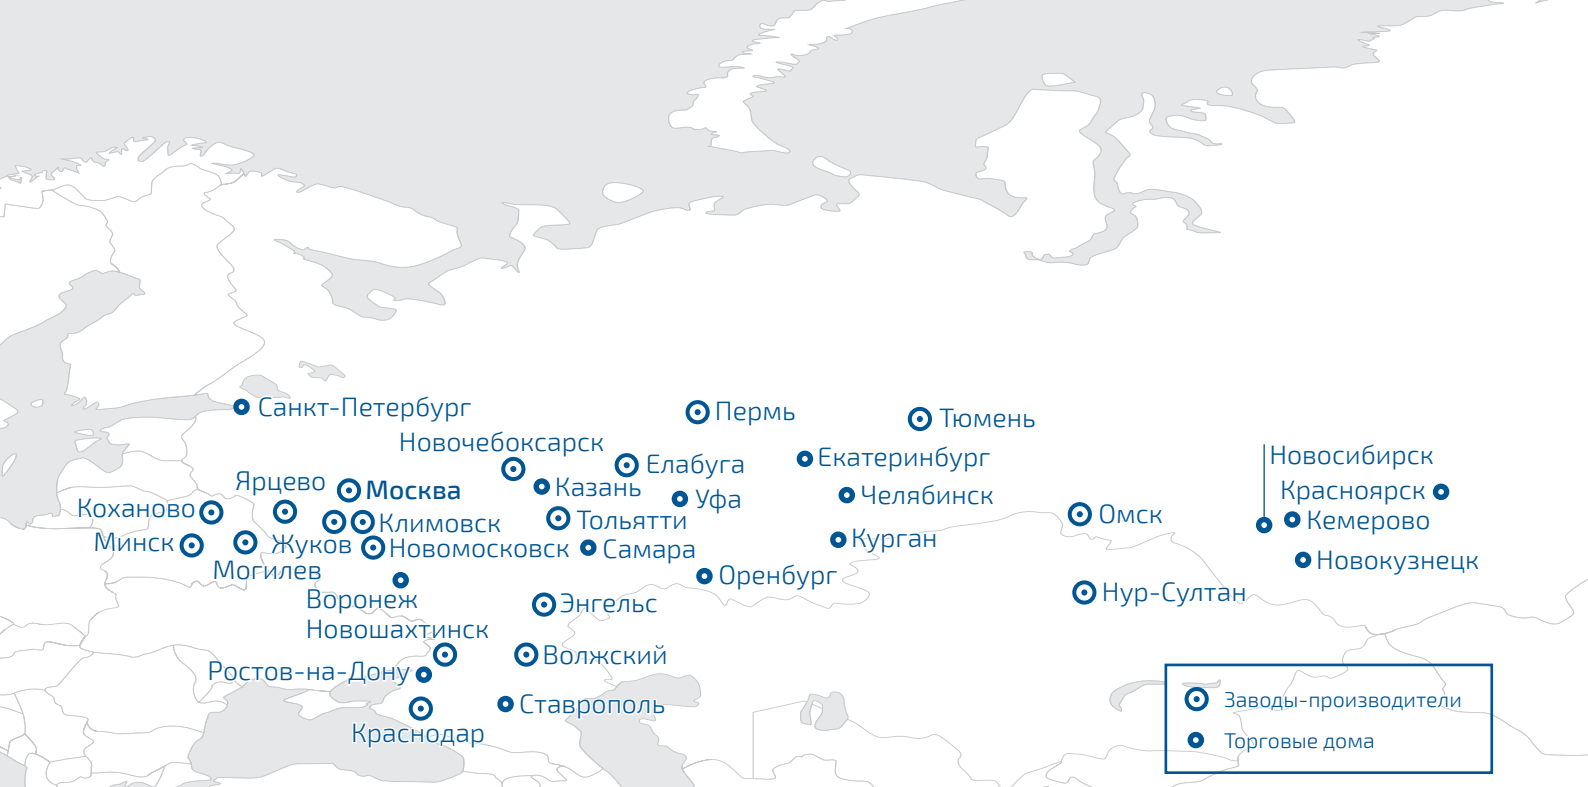 Санкт-Петербург
Пермь
Тюмень
Новочебоксарск
Елабуга
Екатеринбург
Новосибирск
Ярцево
Москва
Казань
Уфа
Челябинск
Красноярск
Коханово
Климовск
Тольятти
Омск
Кемерово
Минск
Жуков
Новомосковск
Самара
Курган
Новокузнецк
Могилев
Оренбург
Воронеж
Энгельс
Нур-Султан
Новошахтинск
Волжский
Ростов-на-Дону
Ставрополь
Краснодар
Заводы-производители
Торговые дома